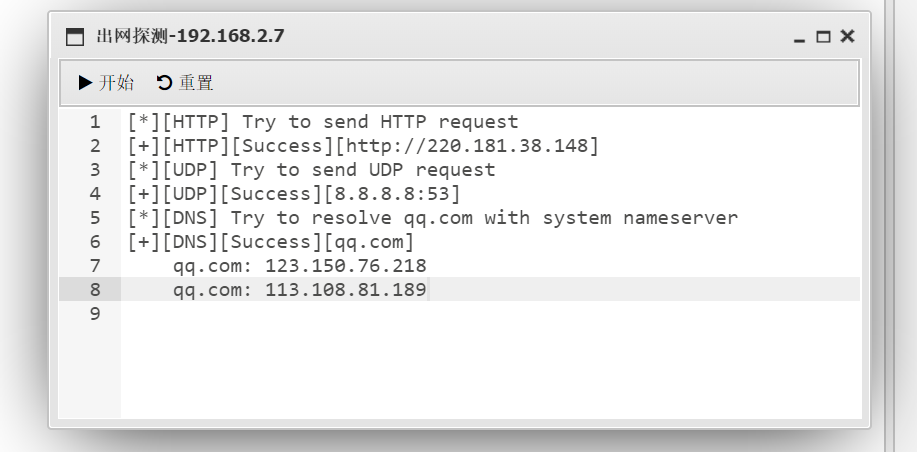 出网探测-192.168.2.7
开始 重置
1 [*][HTTP] Try to send HTTP request
2 [+][HTTP][Success][http://220.181.38.148]
3 [*][UDP] Try to send UDP request
4 [+][UDP][Success][8.8.8.8:53]
5 [*][DNS] Try to resolve qq.com with system nameserver
6 [+][DNS][Success][qq.com]
7 qq.com: 123.150.76.218
8 qq.com: 113.108.81.189
9